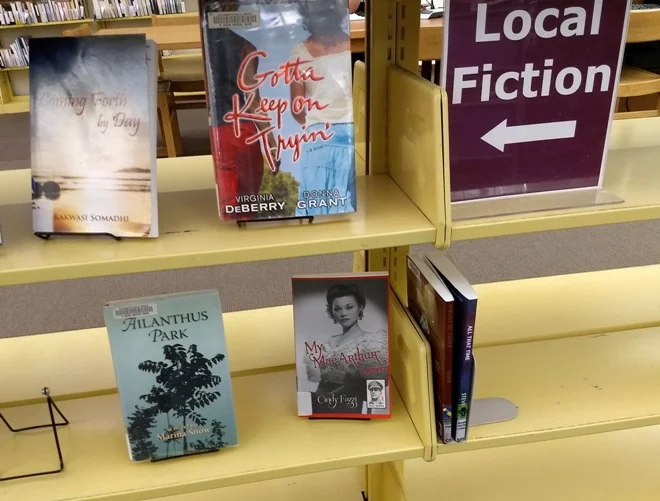 Coming Forth
by Day
KAKWASI SOMADHI
Gotta
Keep on
Tryin'
VIRGINIA
DEBERRY
DONNA
GRANT
Local
Fiction
AILANTHUS
PARK
Marina Snow
My
MacArthur
Cindy Fazzi
ALL THAT TIME